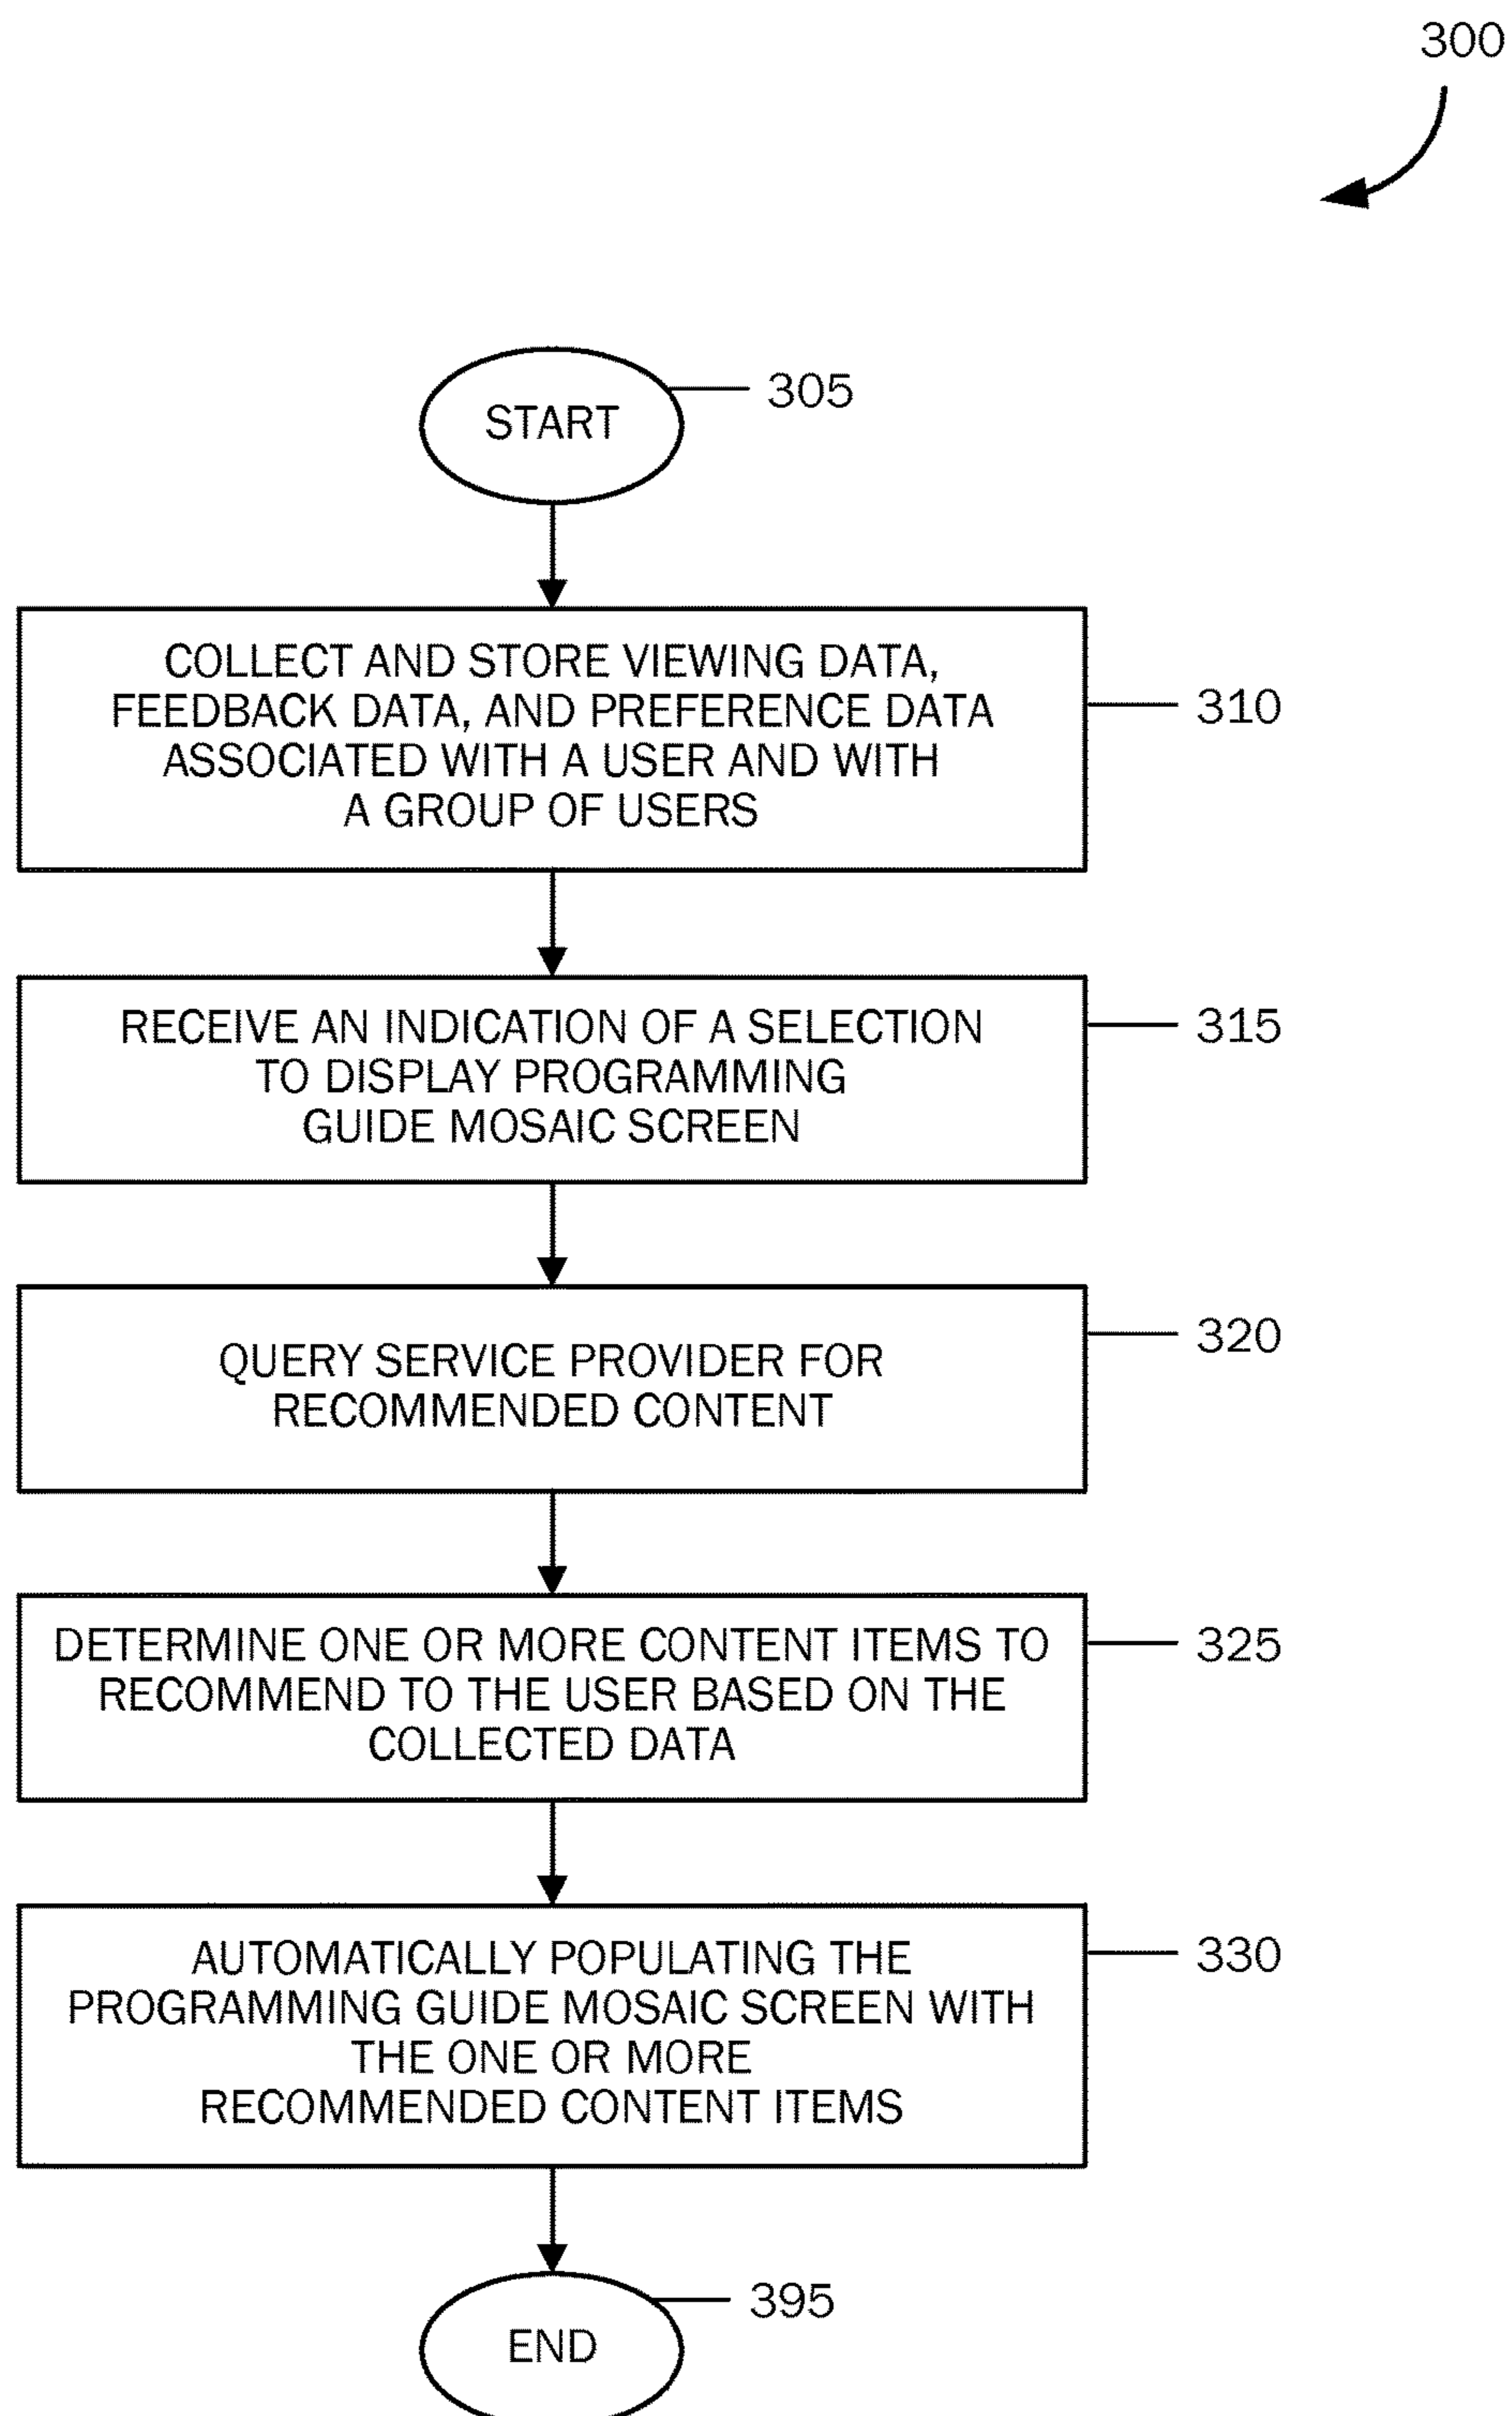 300
START
305
COLLECT AND STORE VIEWING DATA,
FEEDBACK DATA, AND PREFERENCE DATA
ASSOCIATED WITH A USER AND WITH
A GROUP OF USERS
310
RECEIVE AN INDICATION OF A SELECTION
TO DISPLAY PROGRAMMING
GUIDE MOSAIC SCREEN
315
QUERY SERVICE PROVIDER FOR
RECOMMENDED CONTENT
320
DETERMINE ONE OR MORE CONTENT ITEMS TO
RECOMMEND TO THE USER BASED ON THE
COLLECTED DATA
325
AUTOMATICALLY POPULATING THE
PROGRAMMING GUIDE MOSAIC SCREEN WITH
THE ONE OR MORE
RECOMMENDED CONTENT ITEMS
330
END
395